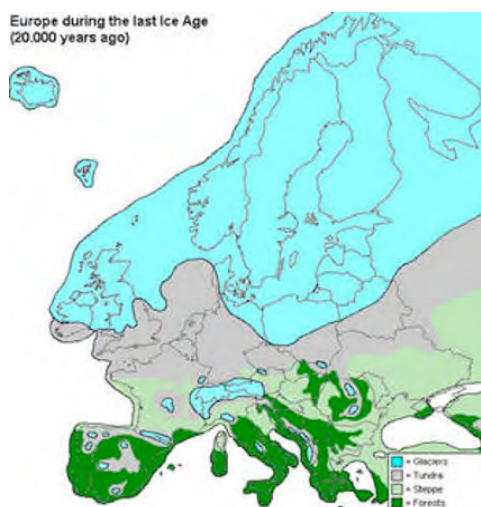 Europe during the last Ice Age
(20.000 years ago)
= Glaciers
= Tundra
= Steppe
= Forests